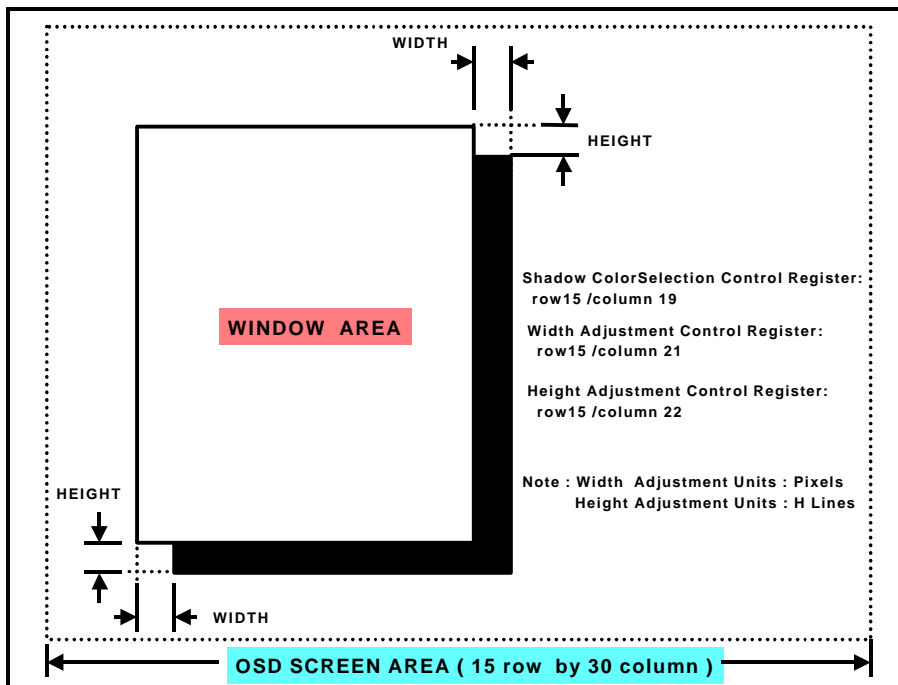 WIDTH
HEIGHT
Shadow ColorSelection Control Register:
row15 /column 19
WINDOW AREA
Width Adjustment Control Register:
row15 /column 21
Height Adjustment Control Register:
row15 /column 22
Note : Width Adjustment Units : Pixels
Height Adjustment Units : H Lines
HEIGHT
WIDTH
OSD SCREEN AREA ( 15 row by 30 column )